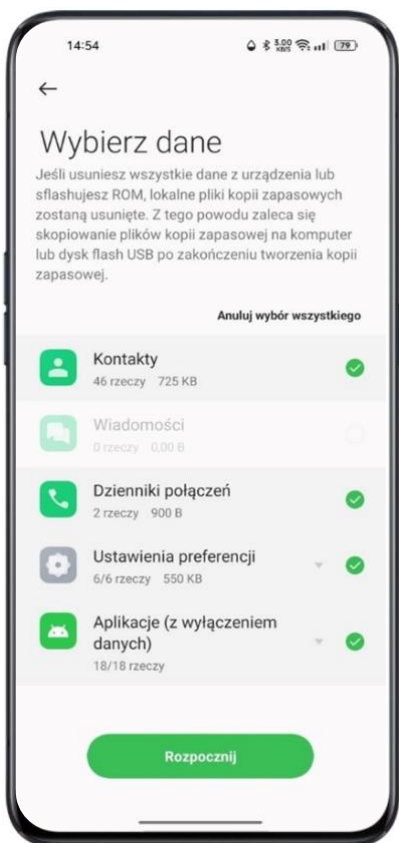 14:54
3,00 KB/S 79
Wybierz dane
Jeśli usuniesz wszystkie dane z urządzenia lub
sflashujesz ROM, lokalne pliki kopii zapasowych
zostaną usunięte. Z tego powodu zaleca się
skopiowanie plików kopii zapasowej na komputer
lub dysk flash USB po zakończeniu tworzenia kopii
zapasowej.
Anuluj wybór wszystkiego
Kontakty
46 rzeczy 725 KB
Wiadomości
0 rzeczy 0,00 B
Dzienniki połączeń
2 rzeczy 900 B
Ustawienia preferencji
6/6 rzeczy 550 KB
Aplikacje (z wyłączeniem
danych)
18/18 rzeczy
Rozpocznij